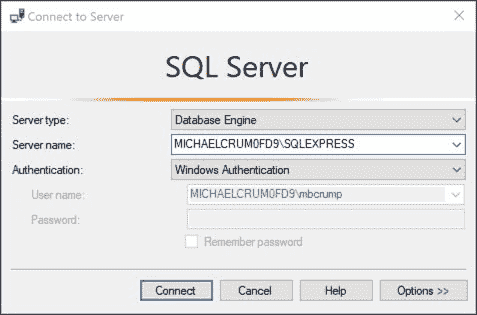 Connect to Server
SQL Server
Server type: Database Engine
Server name: MICHAELCRUM0FD9\SQLEXPRESS
Authentication: Windows Authentication
User name: MICHAELCRUM0FD9\mbcrump
Password:
Remember password
Connect Cancel Help Options >>